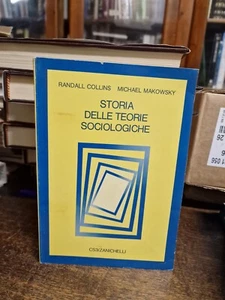 RANDALL COLLINS MICHAEL MAKOWSKY
STORIA
DELLE TEORIE
SOCIOLOGICHE
ZANICHELLI